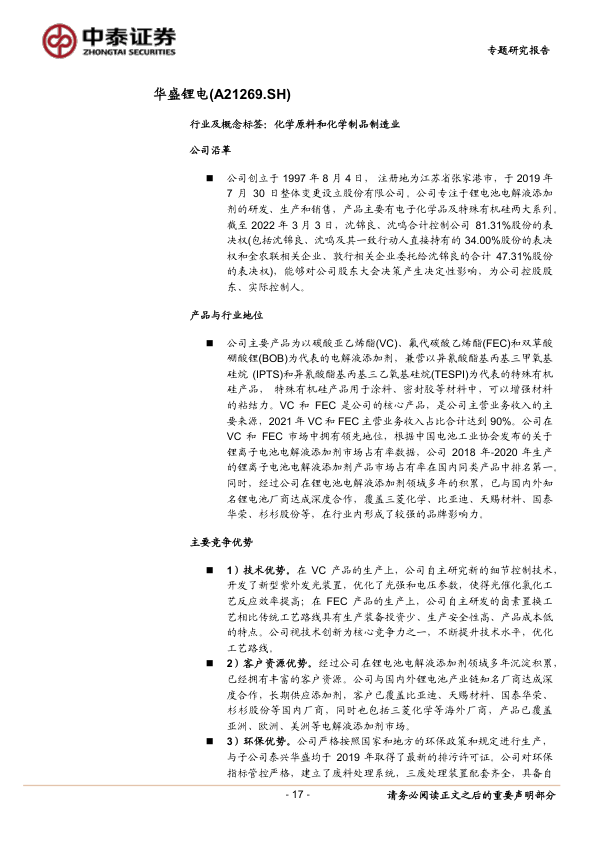 中泰证券
ZHONGTAI SECURITIES
专题研究报告
华盛锂电(A21269.SH)
行业及概念标签：化学原料和化学制品制造业
公司沿革
■ 公司创立于 1997 年 8 月 4 日， 注册地为江苏省张家港市，于 2019 年
7 月 30 日整体变更设立股份有限公司。公司专注于锂电池电解液添加
剂的研发、生产和销售，产品主要有电子化学品及特殊有机硅两大系列。
截至 2022 年 3 月 3 日，沈锦良、沈鸣合计控制公司 81.31%股份的表
决权(包括沈锦良、沈鸣及其一致行动人直接持有的 34.00%股份的表决
权和金农联相关企业、敦行相关企业委托给沈锦良的合计 47.31%股份
的表决权)，能够对公司股东大会决策产生决定性影响，为公司控股股
东、实际控制人。
产品与行业地位
■ 公司主要产品为以碳酸亚乙烯酯(VC)、氟代碳酸乙烯酯(FEC)和双草酸
硼酸锂(BOB)为代表的电解液添加剂，兼营以异氰酸酯基丙基三甲氧基
硅烷 (IPTS)和异氰酸酯基丙基三乙氧基硅烷(TESPI)为代表的特殊有机
硅产品， 特殊有机硅产品用于涂料、密封胶等材料中，可以增强材料
的粘结力。VC 和 FEC 是公司的核心产品，是公司主营业务收入的主
要来源，2021 年 VC 和 FEC 主营业务收入占比合计达到 90%。公司在
VC 和 FEC 市场中拥有领先地位，根据中国电池工业协会发布的关于
锂离子电池电解液添加剂市场占有率数据，公司 2018 年-2020 年生产
的锂离子电池电解液添加剂产品市场占有率在国内同类产品中排名第一。
同时，经过公司在锂电池电解液添加剂领域多年的积累，已与国内外知
名锂电池厂商达成深度合作，覆盖三菱化学、比亚迪、天赐材料、国泰
华荣、杉杉股份等，在行业内形成了较强的品牌影响力。
主要竞争优势
■ 1）技术优势。在 VC 产品的生产上，公司自主研究新的细节控制技术，
开发了新型紫外发光装置，优化了光强和电压参数，使得光催化氯化工
艺反应效率提高；在 FEC 产品的生产上，公司自主研发的卤素置换工
艺相比传统工艺路线具有生产装备投资少、生产安全性高、产品成本低
的特点。公司视技术创新为核心竞争力之一，不断提升技术水平，优化
工艺路线。
■ 2）客户资源优势。经过公司在锂电池电解液添加剂领域多年沉淀积累，
已经拥有丰富的客户资源。公司与国内外锂电池产业链知名厂商达成深
度合作，长期供应添加剂，客户已覆盖比亚迪、天赐材料、国泰华荣、
杉杉股份等国内厂商，同时也包括三菱化学等海外厂商，产品已覆盖
亚洲、欧洲、美洲等电解液添加剂市场。
■ 3）环保优势。公司严格按照国家和地方的环保政策和规定进行生产，
与子公司泰兴华盛均于 2019 年取得了最新的排污许可证。公司对环保
指标管控严格，建立了废料处理系统，三废处理装置配套齐全，具备自
- 17 -
请务必阅读正文之后的重要声明部分